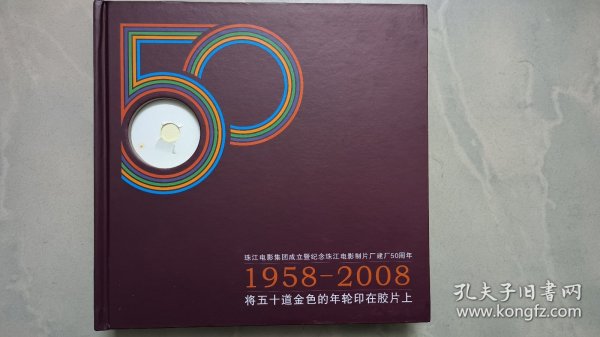 50
珠江电影集团成立暨纪念珠江电影制片厂建厂50周年
1958-2008
将五十道金色的年轮印在胶片上
孔夫子旧书网
www.kongfz.com